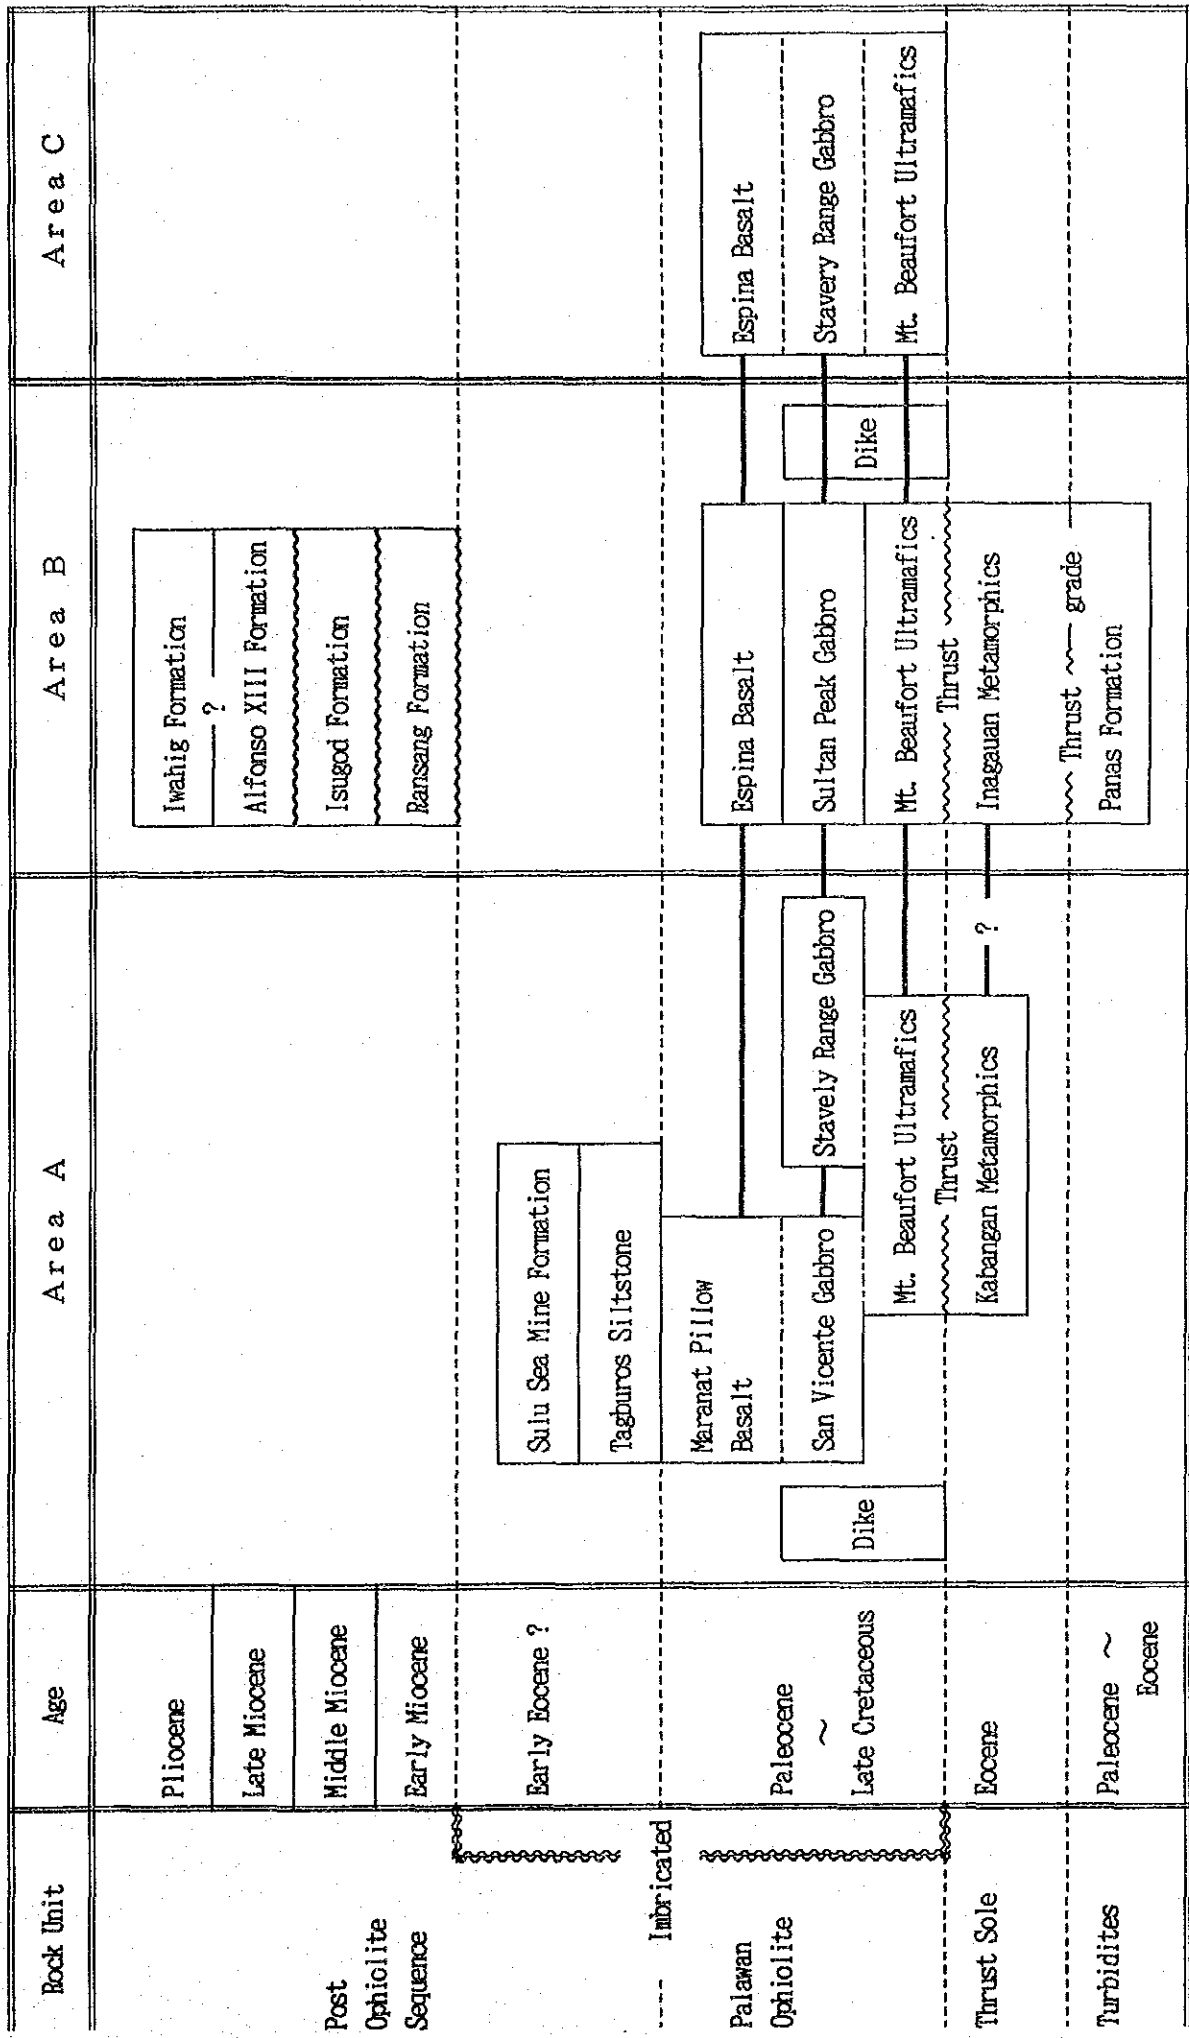 Rock Unit
Age
Area A
Area B
Area C
Post
Ophiolite
Sequence
Pliocene
Late Miocene
Middle Miocene
Early Miocene
Iwahig Formation
?
Alfonso XIII Formation
Isugod Formation
Ransang Formation
Early Eocene ?
Sulu Sea Mine Formation
Tagburos Siltstone
Imbricated
Palawan
Ophiolite
Paleocene
~
Late Cretaceous
Dike
Maranat Pillow
Basalt
San Vicente Gabbro
Stavely Range Gabbro
Mt. Beaufort Ultramafics
Thrust
Kabangan Metamorphics
?
Espina Basalt
Sultan Peak Gabbro
Mt. Beaufort Ultramafics
Thrust
Inagauan Metamorphics
Thrust grade
Panas Formation
Dike
Espina Basalt
Stavery Range Gabbro
Mt. Beaufort Ultramafics
Thrust Sole
Eocene
Turbidites
Paleocene ~
Eocene